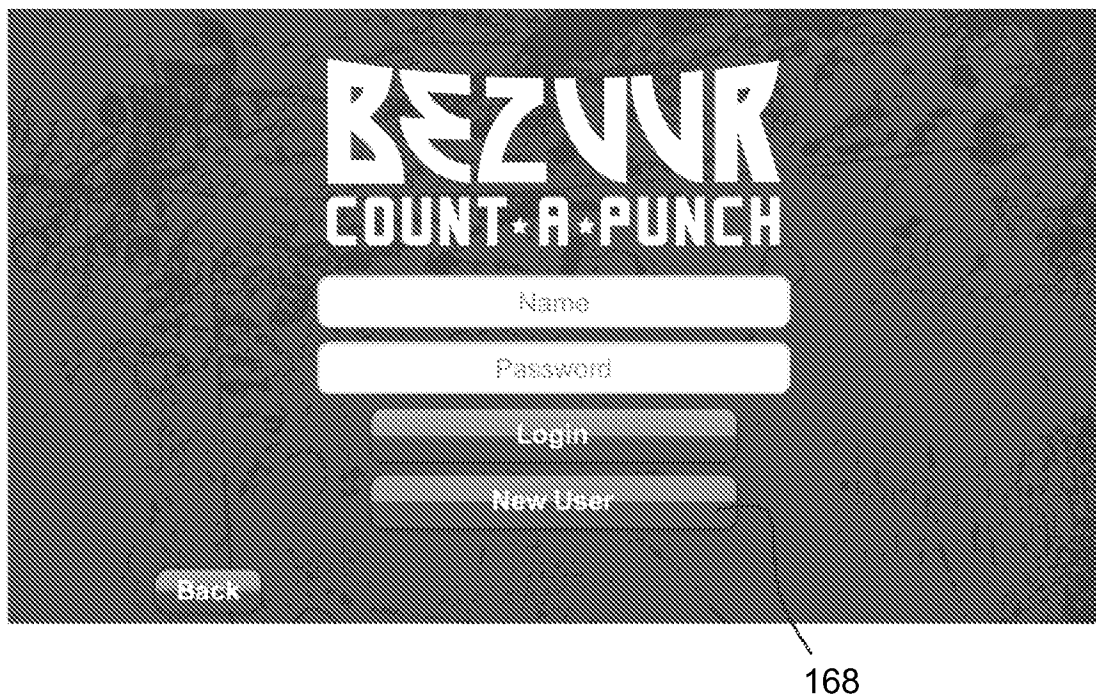 BEZVVR
COUNT★A★PUNCH
Name
Password
Login
New User
Back
168